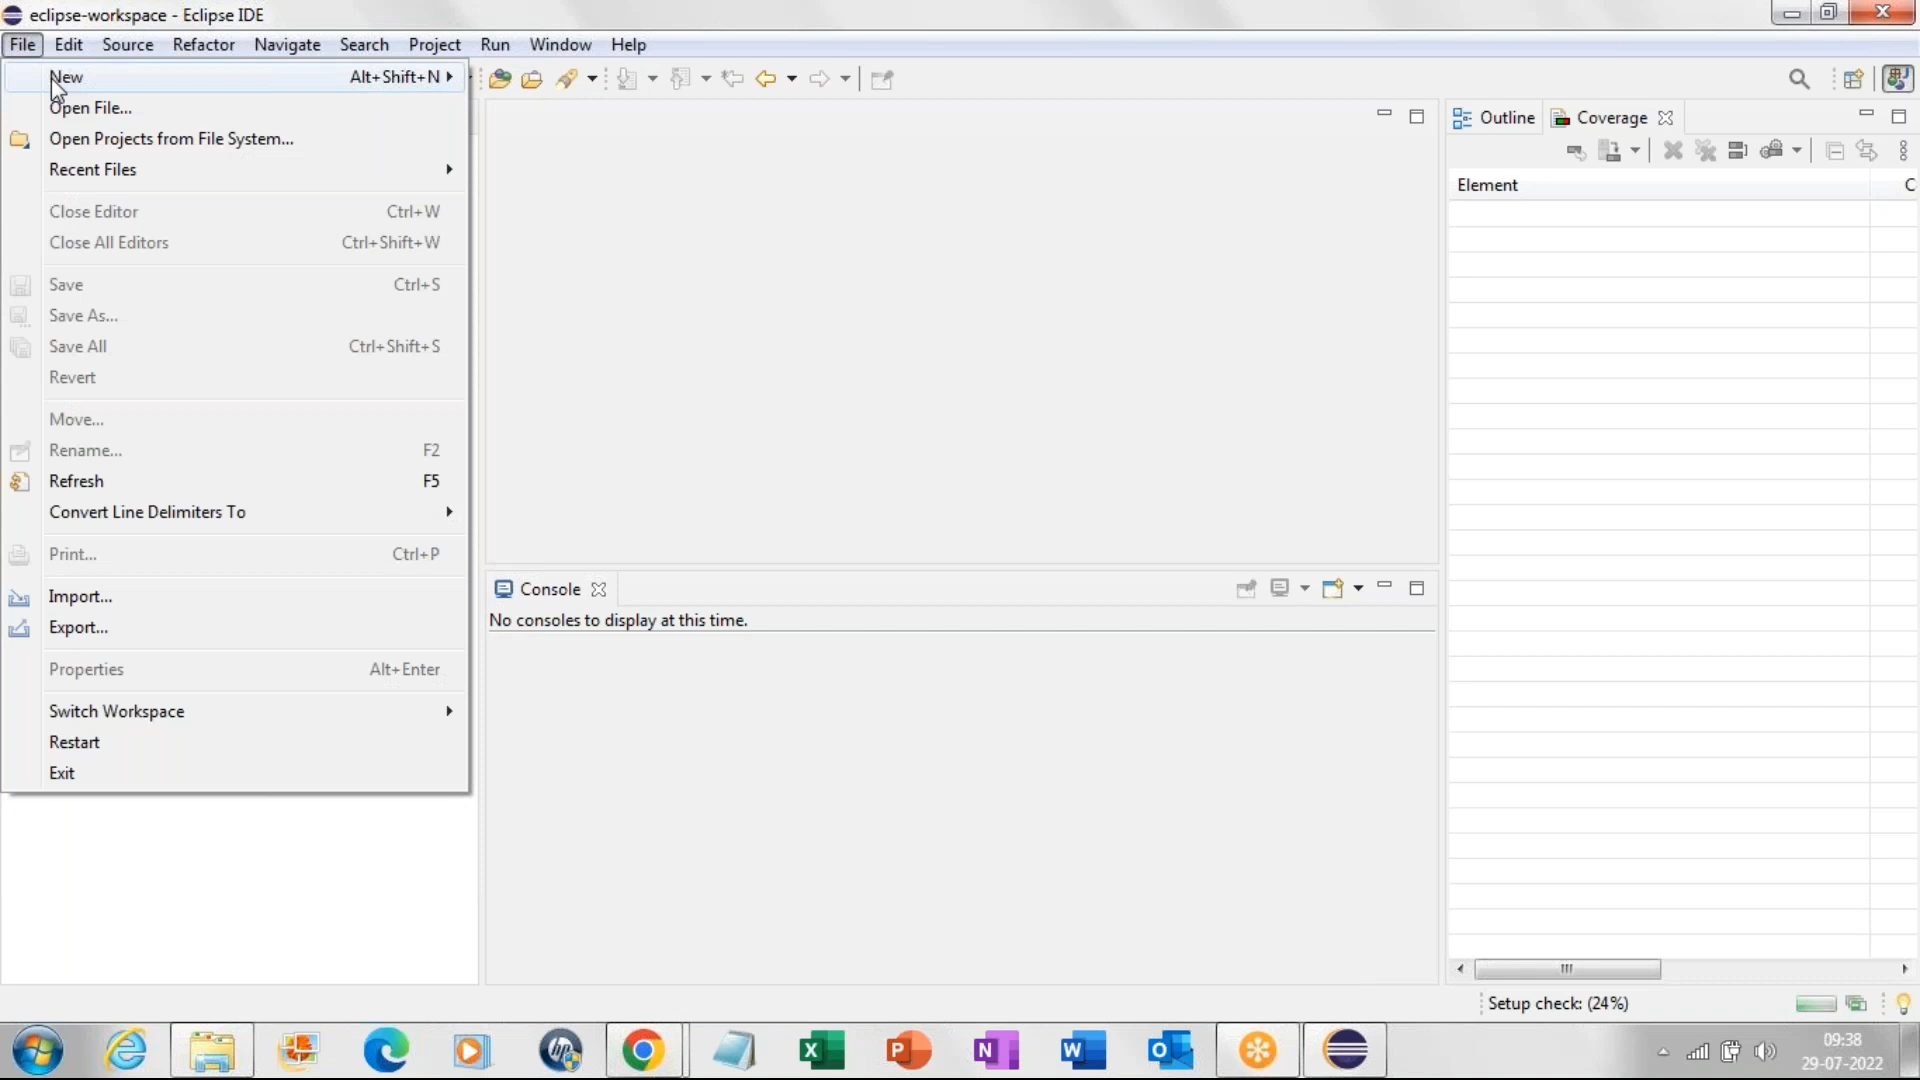 eclipse-workspace - Eclipse IDE
File Edit Source Refactor Navigate Search Project Run Window Help
New Alt+Shift+N
Open File...
Open Projects from File System...
Recent Files
Close Editor Ctrl+W
Close All Editors Ctrl+Shift+W
Save Ctrl+S
Save As...
Save All Ctrl+Shift+S
Revert
Move...
Rename... F2
Refresh F5
Convert Line Delimiters To
Print... Ctrl+P
Import...
Export...
Properties Alt+Enter
Switch Workspace
Restart
Exit
Console
No consoles to display at this time.
Outline Coverage
Element C
Setup check: (24%)
09:38
29-07-2022